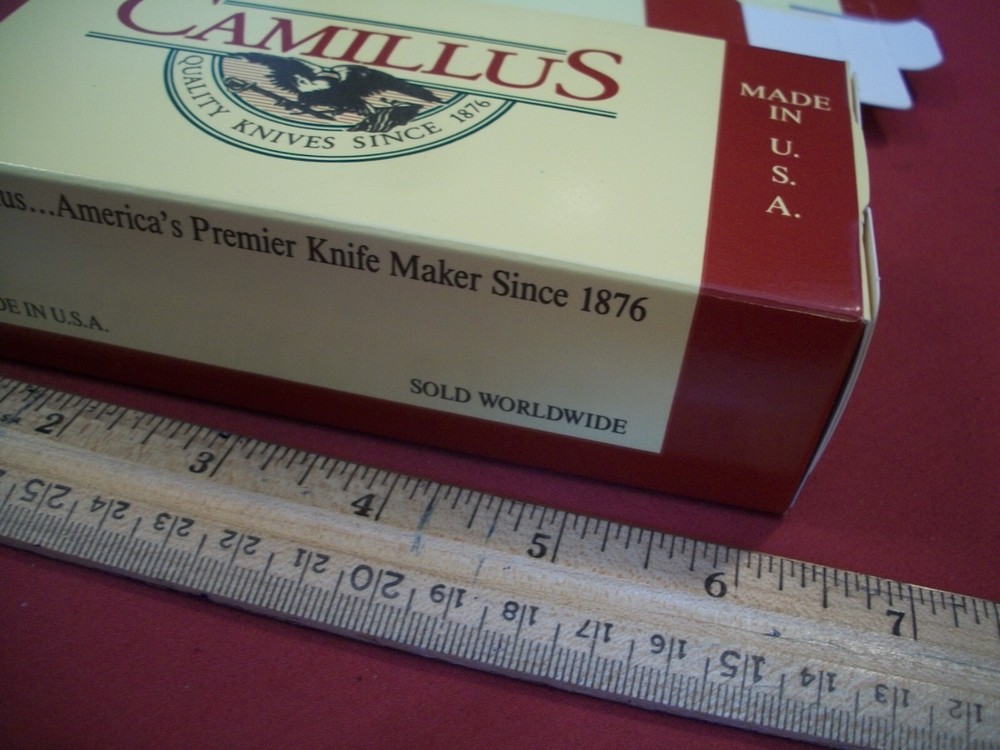 CAMILLUS
QUALITY KNIVES SINCE 1876
MADE
IN
U.
S.
A.
us...America's Premier Knife Maker Since 1876
DE IN U.S.A.
SOLD WORLDWIDE
2 3 4 5 6 7
25 24 23 22 21 20 19 18 17 16 15 14 13 12